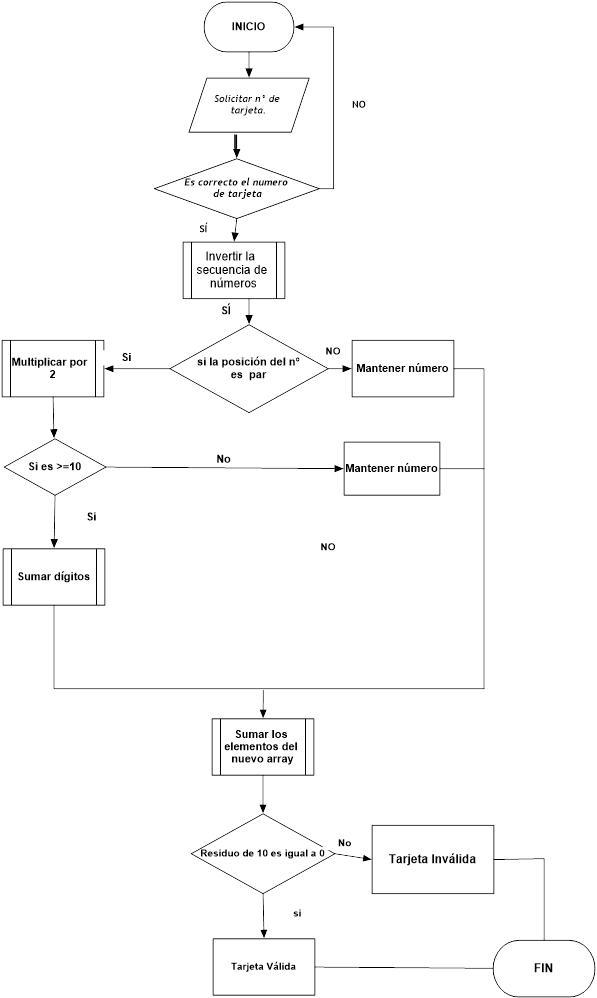 INICIO
Solicitar n° de
tarjeta.
NO
Es correcto el numero
de tarjeta
SÍ
Invertir la
secuencia de
números
SÍ
si la posición del n°
es par
Si
NO
Multiplicar por
2
Mantener número
Si es >=10
No
Mantener número
Si
NO
Sumar dígitos
Sumar los
elementos del
nuevo array
Residuo de 10 es igual a 0
No
Tarjeta Inválida
si
Tarjeta Válida
FIN